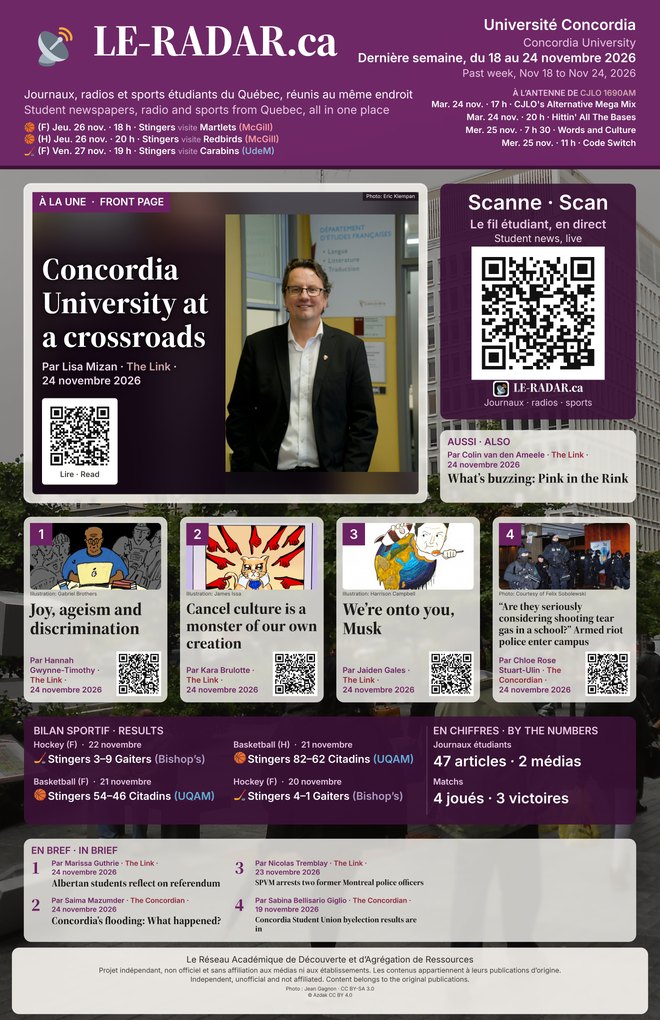 LE-RADAR.ca
Université Concordia
Concordia University
Dernière semaine, du 18 au 24 novembre 2026
Past week, Nov 18 to Nov 24, 2026
Journaux, radios et sports étudiants du Québec, réunis au même endroit
Student newspapers, radio and sports from Quebec, all in one place
(F) Jeu. 26 nov. · 18 h · Stingers visite Martlets (McGill)
(H) Jeu. 26 nov. · 20 h · Stingers visite Redbirds (McGill)
(F) Ven. 27 nov. · 19 h · Stingers visite Carabins (UdeM)
À L'ANTENNE DE CJLO 1690AM
Mar. 24 nov. · 17 h · CJLO's Alternative Mega Mix
Mar. 24 nov. · 20 h · Hittin' All The Bases
Mer. 25 nov. · 7 h 30 · Words and Culture
Mer. 25 nov. · 11 h · Code Switch
À LA UNE · FRONT PAGE
Photo: Eric Klempan
DÉPARTEMENT
D'ÉTUDES FRANÇAISES
Langue
Littérature
Traduction
Concordia
University at
a crossroads
Par Lisa Mizan · The Link ·
24 novembre 2026
Lire · Read
Scanne · Scan
Le fil étudiant, en direct
Student news, live
LE-RADAR.ca
Journaux · radios · sports
AUSSI · ALSO
Par Colin van den Ameele · The Link ·
24 novembre 2026
What's buzzing: Pink in the Rink
1
Illustration: Gabriel Brothers
Joy, ageism and
discrimination
Par Hannah
Gwynne-Timothy ·
The Link ·
24 novembre 2026
2
Illustration: James Issa
Cancel culture is a
monster of our own
creation
Par Kara Brulotte ·
The Link ·
24 novembre 2026
3
Illustration: Harrison Campbell
We're onto you,
Musk
Par Jaiden Gales ·
The Link ·
24 novembre 2026
4
Photo: Courtesy of Felix Sobolewski
“Are they seriously
considering shooting tear
gas in a school?” Armed riot
police enter campus
Par Chloe Rose
Stuart-Ulin · The
Concordian ·
24 novembre 2026
BILAN SPORTIF · RESULTS
Hockey (F) · 22 novembre
Stingers 3–9 Gaiters (Bishop's)
Basketball (H) · 21 novembre
Stingers 82–62 Citadins (UQAM)
Basketball (F) · 21 novembre
Stingers 54–46 Citadins (UQAM)
Hockey (F) · 20 novembre
Stingers 4–1 Gaiters (Bishop's)
EN CHIFFRES · BY THE NUMBERS
Journaux étudiants
47 articles · 2 médias
Matchs
4 joués · 3 victoires
EN BREF · IN BRIEF
1
Par Marissa Guthrie · The Link ·
24 novembre 2026
Albertan students reflect on referendum
2
Par Saima Mazumder · The Concordian ·
24 novembre 2026
Concordia's flooding: What happened?
3
Par Nicolas Tremblay · The Link ·
23 novembre 2026
SPVM arrests two former Montreal police officers
4
Par Sabina Bellisario Giglio · The Concordian ·
19 novembre 2026
Concordia Student Union byelection results are
in
Le Réseau Académique de Découverte et d'Agrégation de Ressources
Projet indépendant, non officiel et sans affiliation aux médias ni aux établissements. Les contenus appartiennent à leurs publications d'origine.
Independent, unofficial and not affiliated. Content belongs to the original publications.
Photo : Jean Gagnon · CC BY-SA 3.0
© Azdak CC BY 4.0